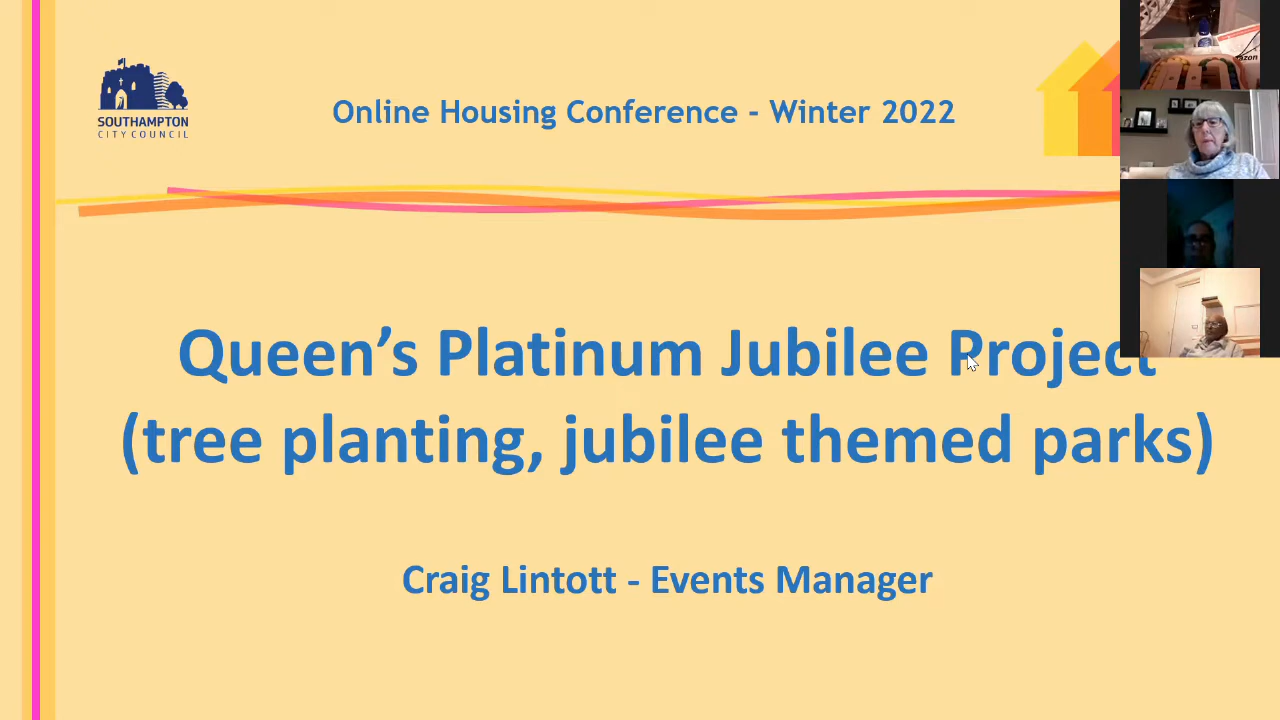 SOUTHAMPTON
CITY COUNCIL
Online Housing Conference - Winter 2022
Queen’s Platinum Jubilee Project
(tree planting, jubilee themed parks)
Craig Lintott - Events Manager